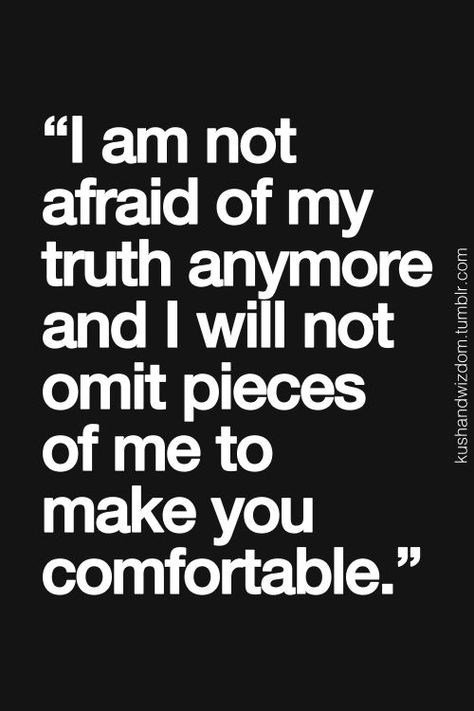 “I am not
afraid of my
truth anymore
and I will not
omit pieces
of me to
make you
comfortable.”
kushandwizdom.tumblr.com